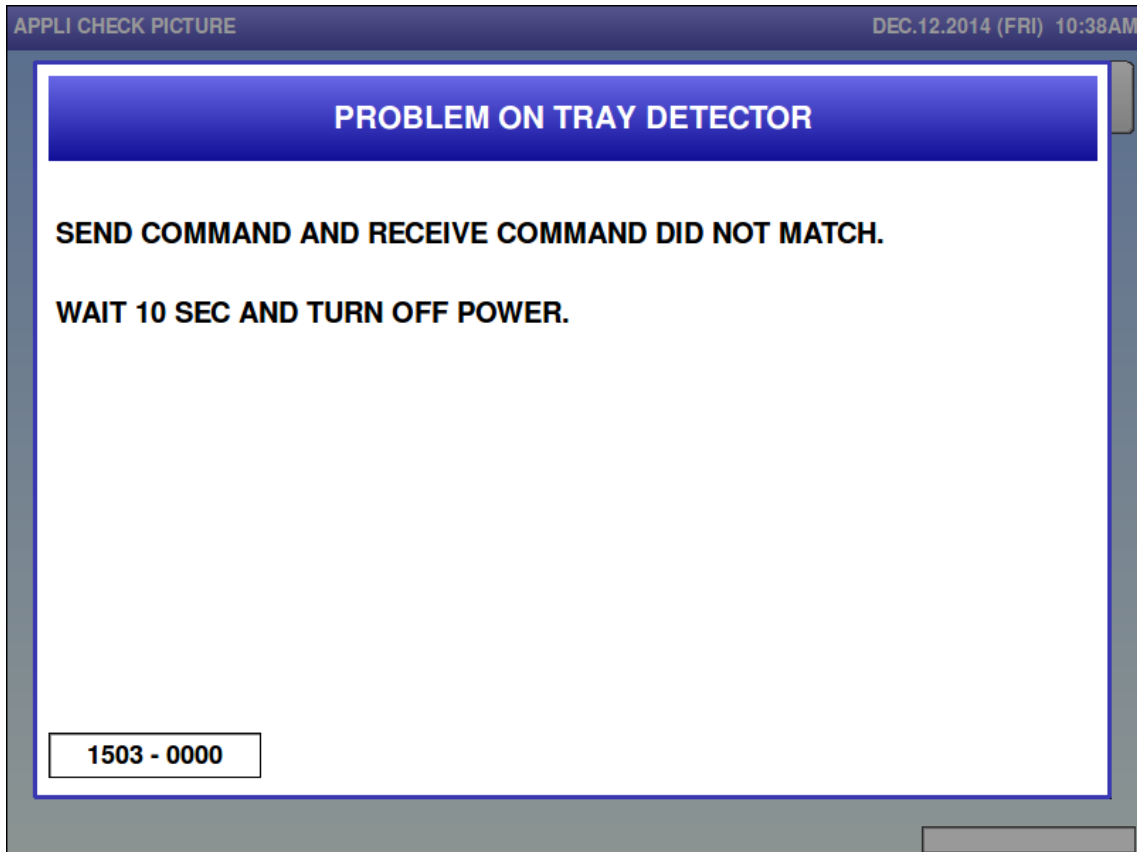 APPLI CHECK PICTURE DEC.12.2014 (FRI) 10:38AM
PROBLEM ON TRAY DETECTOR
SEND COMMAND AND RECEIVE COMMAND DID NOT MATCH.
WAIT 10 SEC AND TURN OFF POWER.
1503 - 0000